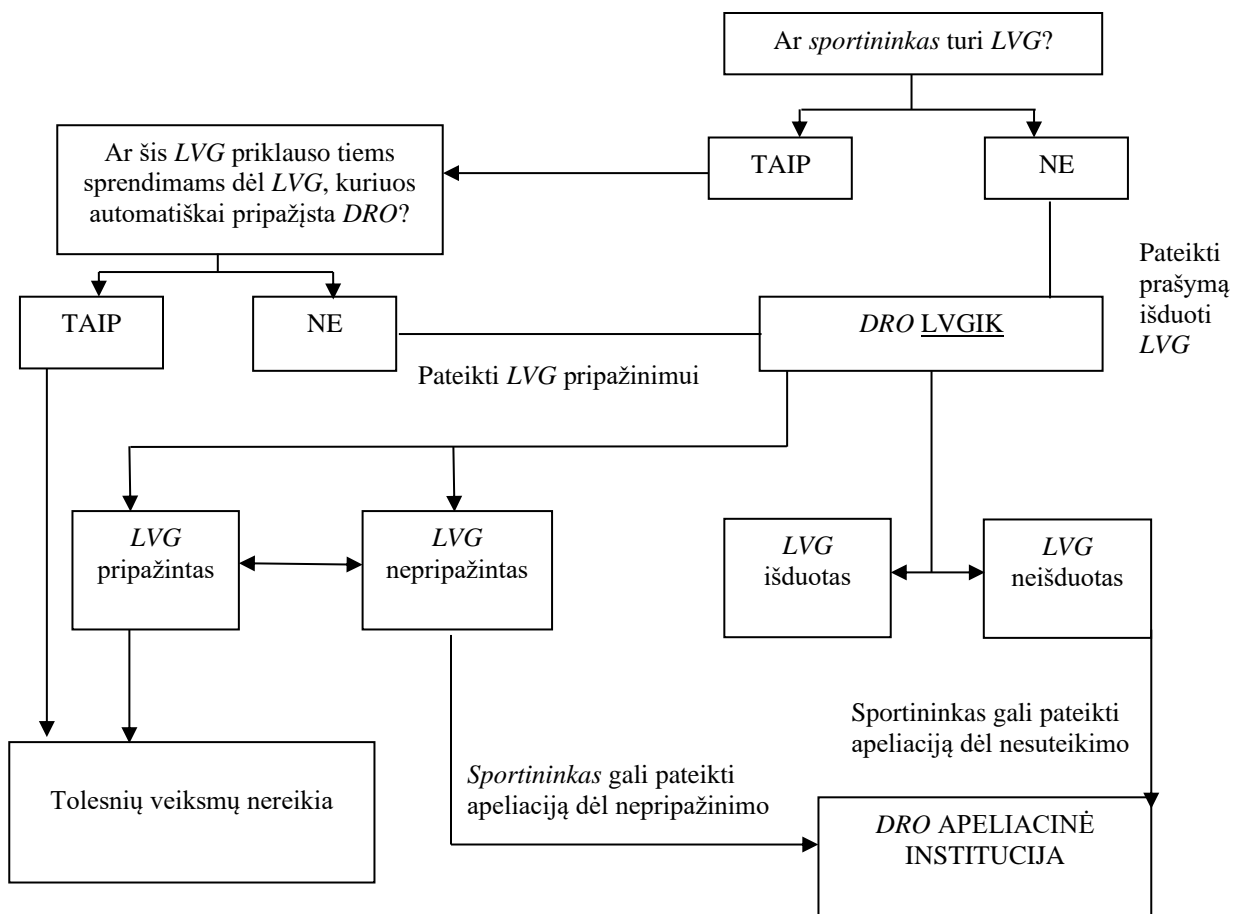 Ar sportininkas turi LVG?
Ar šis LVG priklauso tiems
sprendimams dėl LVG, kuriuos
automatiškai pripažįsta DRO?
TAIP
NE
Pateikti
prašymą
išduoti
LVG
TAIP
NE
DRO LVGIK
Pateikti LVG pripažinimui
LVG
pripažintas
LVG
nepripažintas
LVG
išduotas
LVG
neišduotas
Sportininkas gali pateikti
apeliaciją dėl nesuteikimo
Tolesnių veiksmų nereikia
Sportininkas gali pateikti
apeliaciją dėl nepripažinimo
DRO APELIACINĖ
INSTITUCIJA